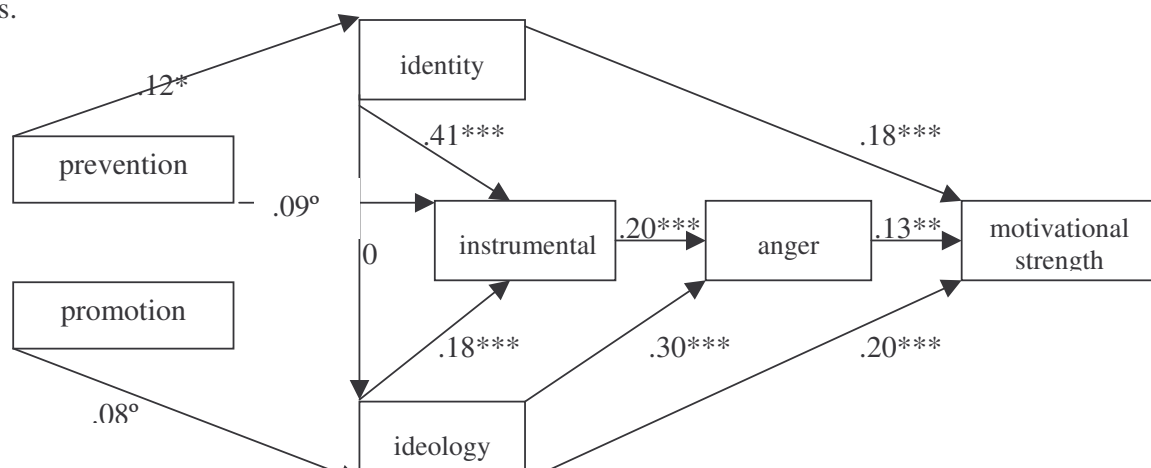 s.
identity
.12*
.41***
.18***
prevention
.09º
instrumental
.20***
anger
.13**
motivational
strength
0
promotion
.18***
.30***
.20***
.08º
ideology